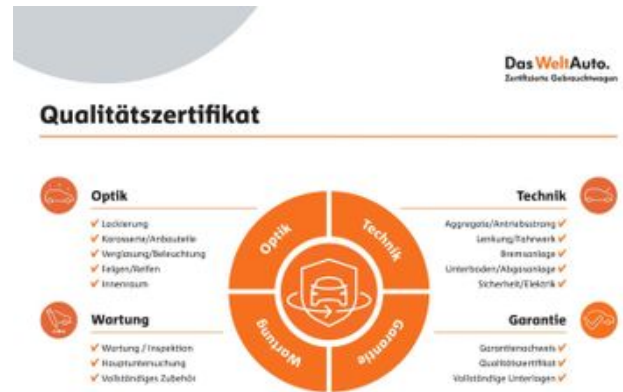 Das WeltAuto.
Zertifizierte Gebrauchtwagen
Qualitätszertifikat
Optik
Lackierung
Karosserie/Anbauteile
Verglasung/Beleuchtung
Felgen/Reifen
Innenraum
Technik
Aggregate/Antriebsstrang
Lenkung/Fahrwerk
Bremsanlage
Unterboden/Abgasanlage
Sicherheit/Elektrik
Optik
Technik
Wartung
Garantie
Wartung
Wartung / Inspektion
Hauptuntersuchung
Vollständiges Zubehör
Garantie
Garantienachweis
Qualitätszertifikat
Vollständige Unterlagen